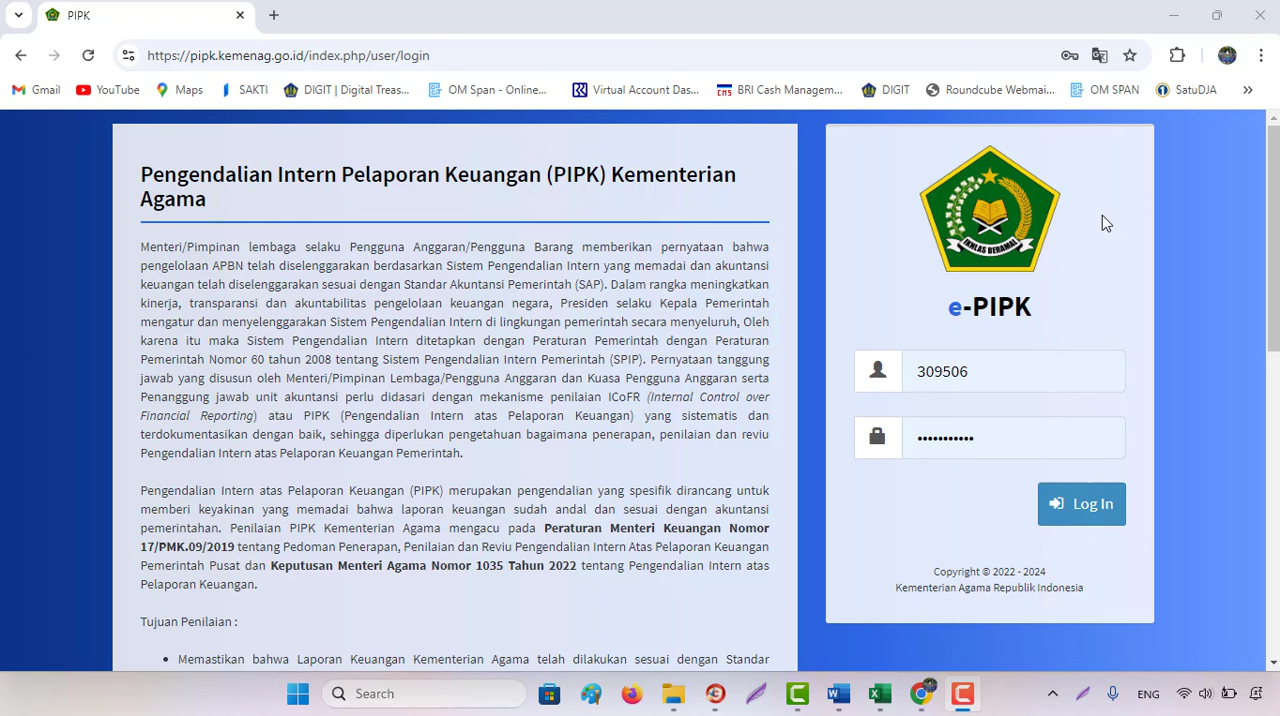 PIPK
https://pipk.kemenag.go.id/index.php/user/login
Gmail
YouTube
Maps
SAKTI
DIGIT | Digital Treas...
OM Span - Online...
Virtual Account Das...
BRI Cash Managem...
DIGIT
Roundcube Webmai...
OM SPAN
SatuDJA
Pengendalian Intern Pelaporan Keuangan (PIPK) Kementerian
Agama
Menteri/Pimpinan lembaga selaku Pengguna Anggaran/Pengguna Barang memberikan pernyataan bahwa
pengelolaan APBN telah diselenggarakan berdasarkan Sistem Pengendalian Intern yang memadai dan akuntansi
keuangan telah diselenggarakan sesuai dengan Standar Akuntansi Pemerintah (SAP). Dalam rangka meningkatkan
kinerja, transparansi dan akuntabilitas pengelolaan keuangan negara, Presiden selaku Kepala Pemerintah
mengatur dan menyelenggarakan Sistem Pengendalian Intern di lingkungan pemerintah secara menyeluruh, Oleh
karena itu maka Sistem Pengendalian Intern ditetapkan dengan Peraturan Pemerintah dengan Peraturan
Pemerintah Nomor 60 tahun 2008 tentang Sistem Pengendalian Intern Pemerintah (SPIP). Pernyataan tanggung
jawab yang disusun oleh Menteri/Pimpinan Lembaga/Pengguna Anggaran dan Kuasa Pengguna Anggaran serta
Penanggung jawab unit akuntansi perlu didasari dengan mekanisme penilaian ICoFR (Internal Control over
Financial Reporting) atau PIPK (Pengendalian Intern atas Pelaporan Keuangan) yang sistematis dan
terdokumentasikan dengan baik, sehingga diperlukan pengetahuan bagaimana penerapan, penilaian dan reviu
Pengendalian Intern atas Pelaporan Keuangan Pemerintah.
Pengendalian Intern atas Pelaporan Keuangan (PIPK) merupakan pengendalian yang spesifik dirancang untuk
memberi keyakinan yang memadai bahwa laporan keuangan sudah andal dan sesuai dengan akuntansi
pemerintahan. Penilaian PIPK Kementerian Agama mengacu pada Peraturan Menteri Keuangan Nomor
17/PMK.09/2019 tentang Pedoman Penerapan, Penilaian dan Reviu Pengendalian Intern Atas Pelaporan Keuangan
Pemerintah Pusat dan Keputusan Menteri Agama Nomor 1035 Tahun 2022 tentang Pengendalian Intern atas
Pelaporan Keuangan.
Tujuan Penilaian :
• Memastikan bahwa Laporan Keuangan Kementerian Agama telah dilakukan sesuai dengan Standar
IKHLAS BERAMAL
e-PIPK
309506
•••••••••••
Log In
Copyright © 2022 - 2024
Kementerian Agama Republik Indonesia
Search
ENG